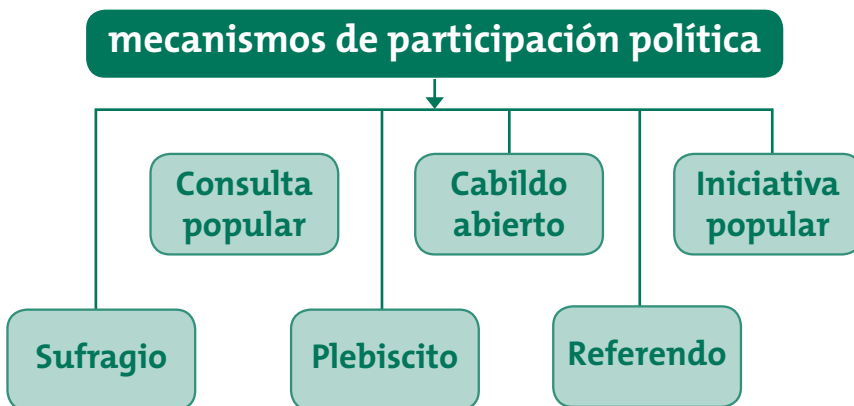 mecanismos de participación política
Consulta
popular
Cabildo
abierto
Iniciativa
popular
Sufragio
Plebiscito
Referendo